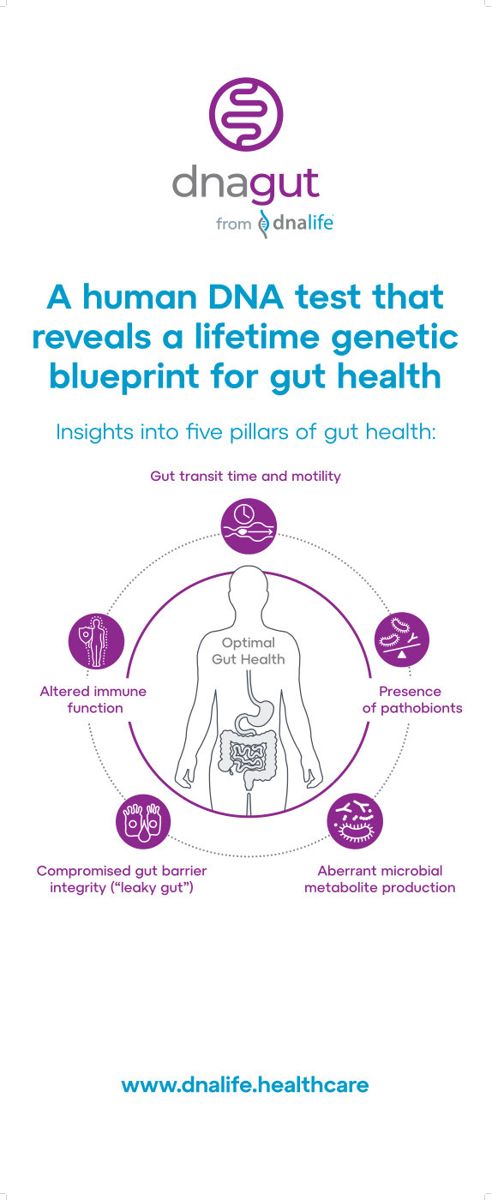 dnagut
from dnalife
A human DNA test that
reveals a lifetime genetic
blueprint for gut health
Insights into five pillars of gut health:
Gut transit time and motility
Optimal
Gut Health
Altered immune
function
Presence
of pathobionts
Compromised gut barrier
integrity (“leaky gut”)
Aberrant microbial
metabolite production
www.dnalife.healthcare